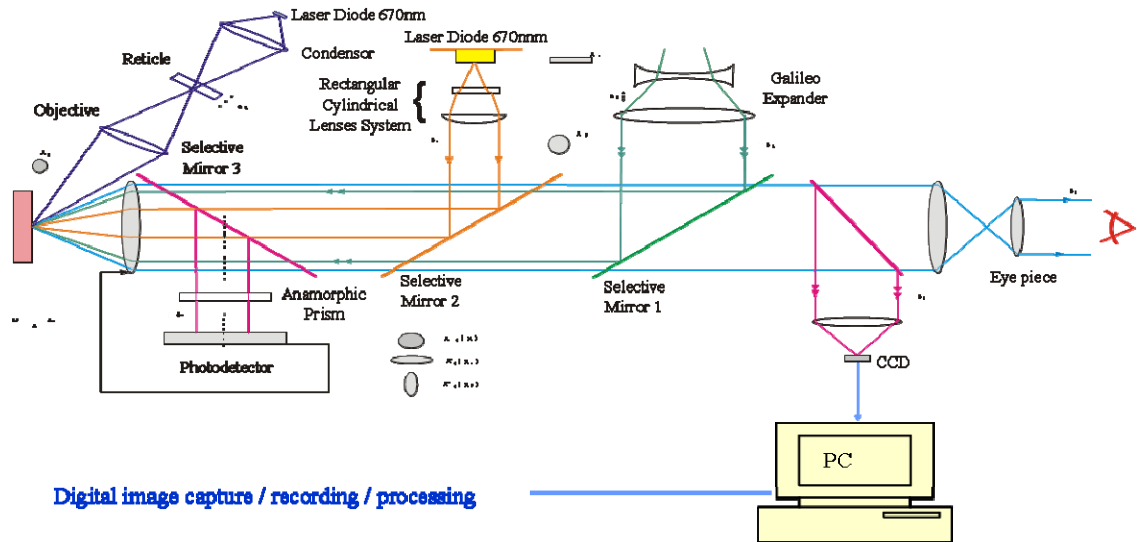 Laser Diode 670nm
Condensor
Reticle
Objective
Selective
Mirror 3
Laser Diode 670nnm
Rectangular
Cylindrical
Lenses System
Galileo
Expander
Selective
Mirror 2
Selective
Mirror 1
Eye piece
Anamorphic
Prism
Photodetector
CCD
PC
Digital image capture / recording / processing